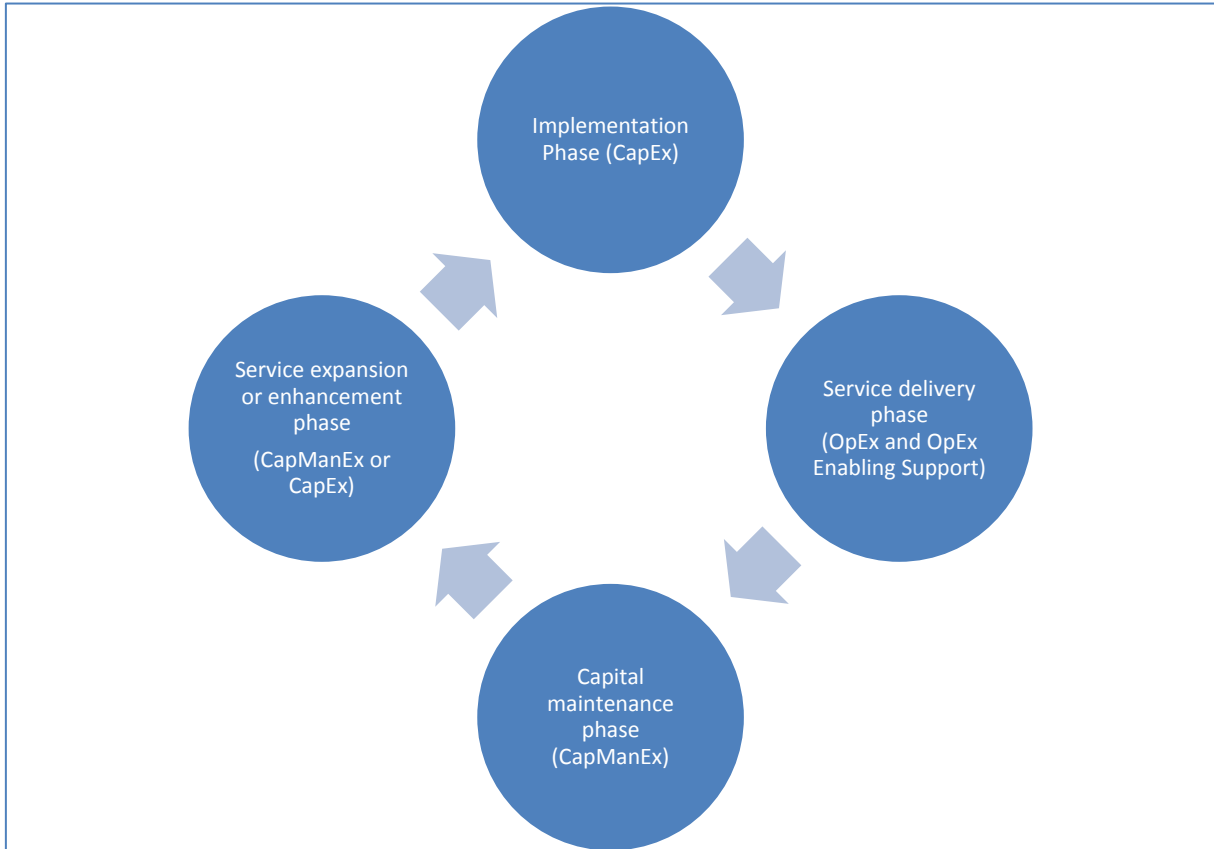 Implementation
Phase (CapEx)
Service delivery
phase
(OpEx and OpEx
Enabling Support)
Capital
maintenance
phase
(CapManEx)
Service expansion
or enhancement
phase
(CapManEx or
CapEx)